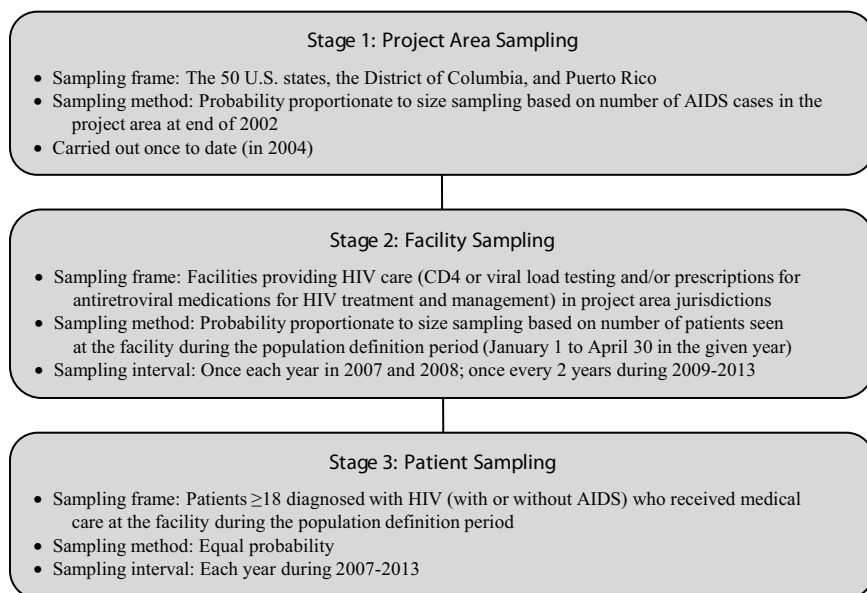 Stage 1: Project Area Sampling
• Sampling frame: The 50 U.S. states, the District of Columbia, and Puerto Rico
• Sampling method: Probability proportionate to size sampling based on number of AIDS cases in the
project area at end of 2002
• Carried out once to date (in 2004)
Stage 2: Facility Sampling
• Sampling frame: Facilities providing HIV care (CD4 or viral load testing and/or prescriptions for
antiretroviral medications for HIV treatment and management) in project area jurisdictions
• Sampling method: Probability proportionate to size sampling based on number of patients seen
at the facility during the population definition period (January 1 to April 30 in the given year)
• Sampling interval: Once each year in 2007 and 2008; once every 2 years during 2009-2013
Stage 3: Patient Sampling
• Sampling frame: Patients ≥18 diagnosed with HIV (with or without AIDS) who received medical
care at the facility during the population definition period
• Sampling method: Equal probability
• Sampling interval: Each year during 2007-2013